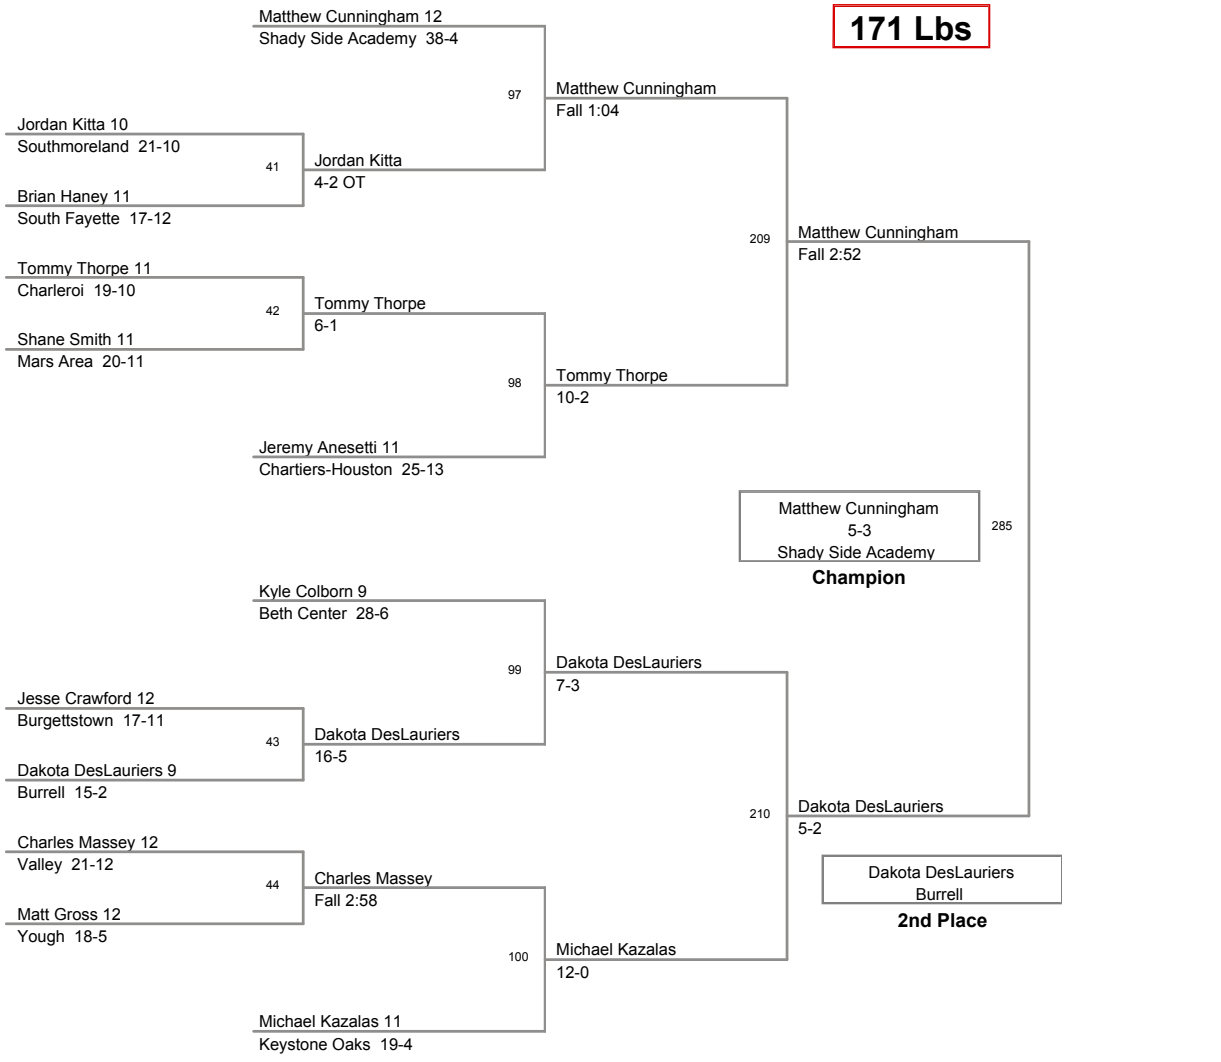 Matthew Cunningham 12
Shady Side Academy 38-4
171 Lbs
97
Matthew Cunningham
Fall 1:04
Jordan Kitta 10
Southmoreland 21-10
41
Jordan Kitta
4-2 OT
Brian Haney 11
South Fayette 17-12
209
Matthew Cunningham
Fall 2:52
Tommy Thorpe 11
Charleroi 19-10
42
Tommy Thorpe
6-1
Shane Smith 11
Mars Area 20-11
98
Tommy Thorpe
10-2
Jeremy Anesetti 11
Chartiers-Houston 25-13
Matthew Cunningham
5-3
Shady Side Academy
285
Champion
Kyle Colborn 9
Beth Center 28-6
99
Dakota DesLauriers
7-3
Jesse Crawford 12
Burgettstown 17-11
43
Dakota DesLauriers
16-5
Dakota DesLauriers 9
Burrell 15-2
210
Dakota DesLauriers
5-2
Charles Massey 12
Valley 21-12
44
Charles Massey
Fall 2:58
Dakota DesLauriers
Burrell
2nd Place
Matt Gross 12
Yough 18-5
100
Michael Kazalas
12-0
Michael Kazalas 11
Keystone Oaks 19-4